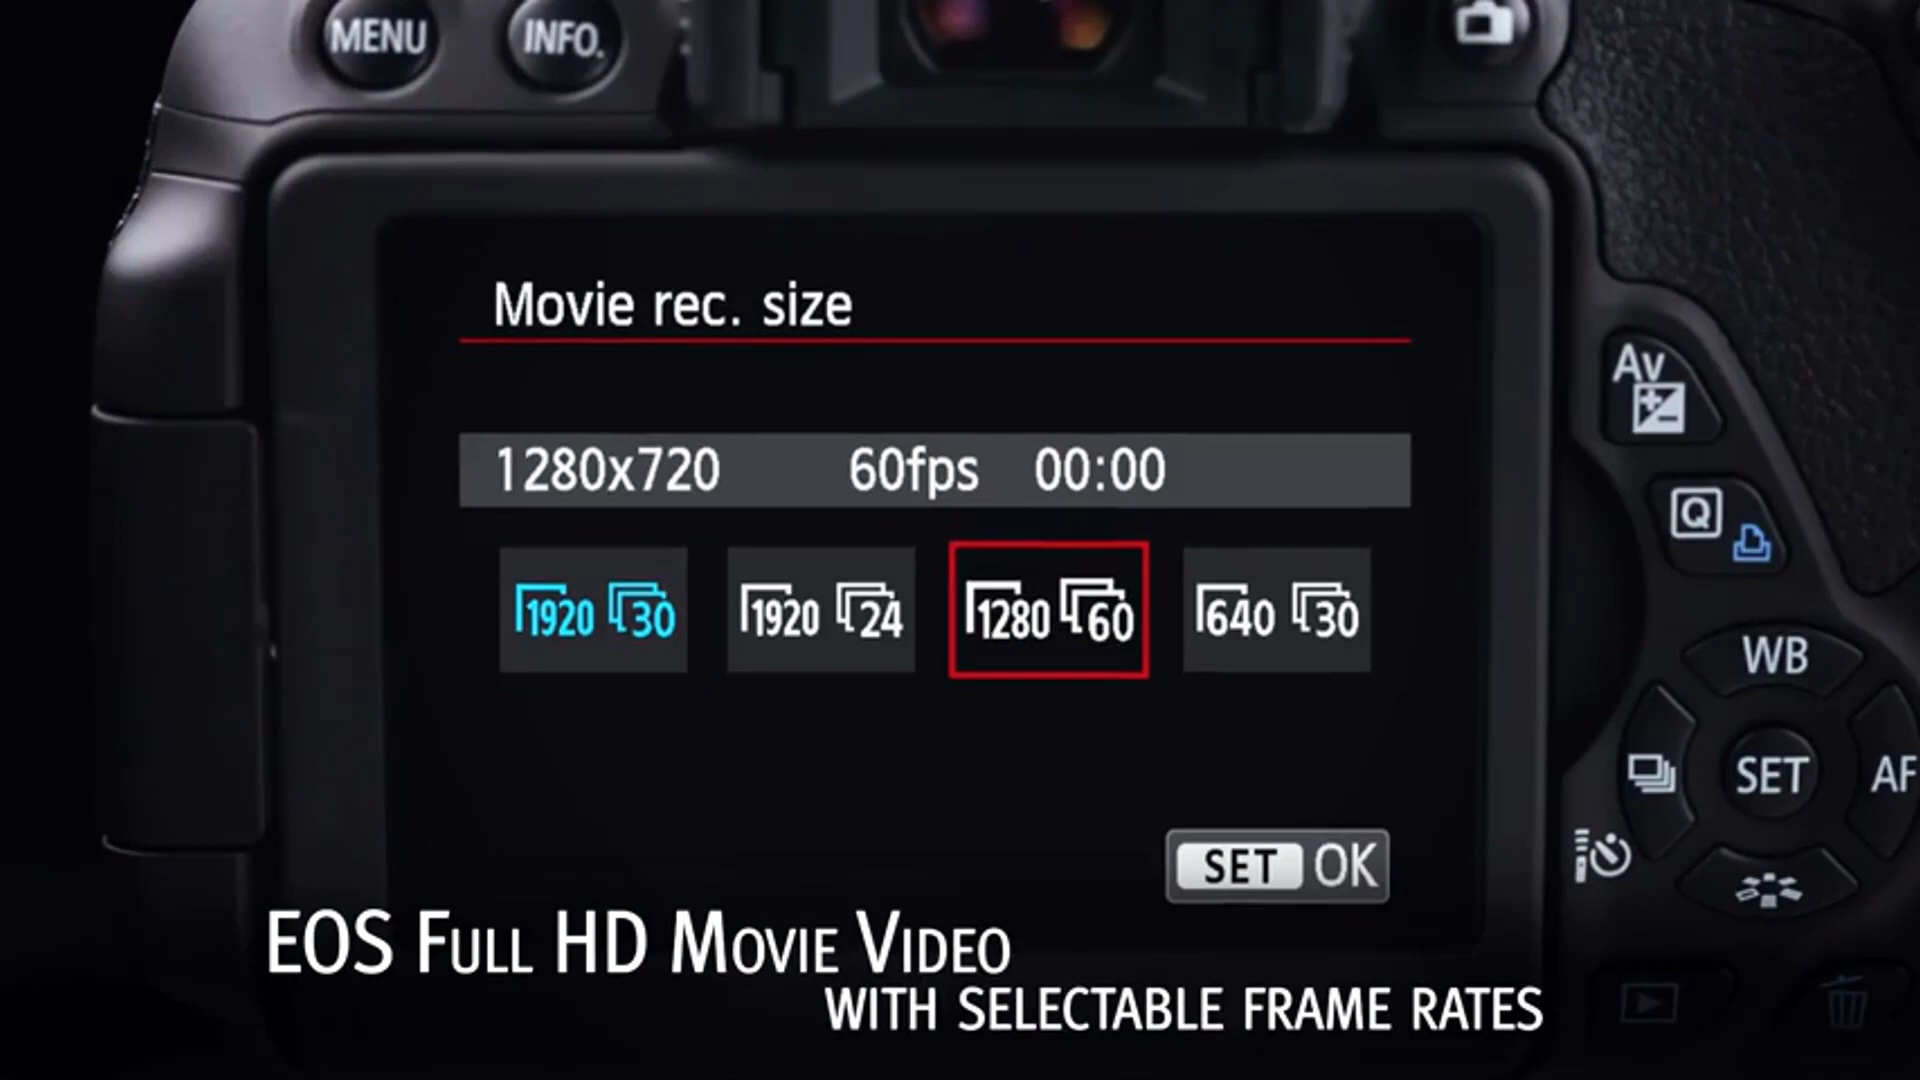 MENU INFO.
Movie rec. size
1280x720 60fps 00:00
1920 30 1920 24 1280 60 640 30
SET OK
Av
Q
WB
SET AF
EOS FULL HD MOVIE VIDEO
WITH SELECTABLE FRAME RATES